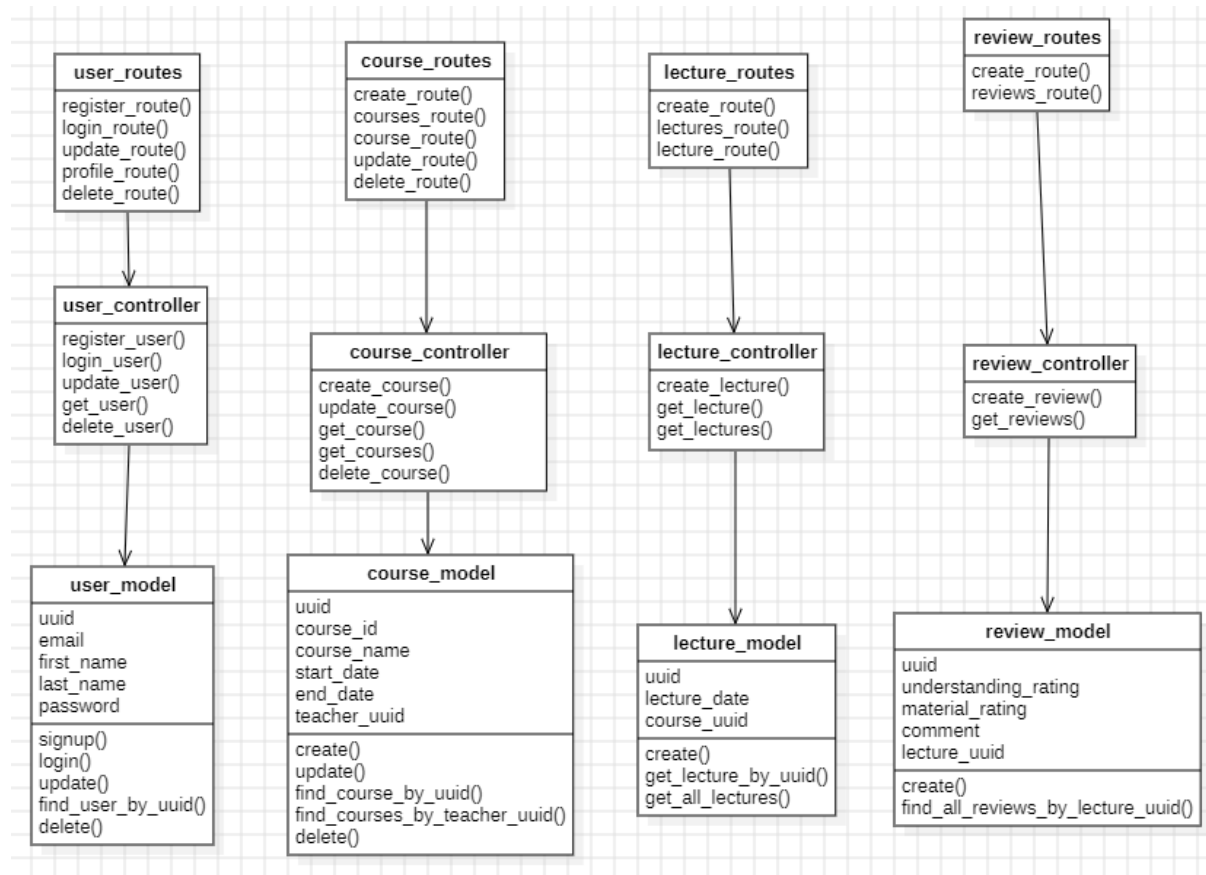 user_routes
register_route()
login_route()
update_route()
profile_route()
delete_route()
course_routes
create_route()
courses_route()
course_route()
update_route()
delete_route()
lecture_routes
create_route()
lectures_route()
lecture_route()
review_routes
create_route()
reviews_route()
user_controller
register_user()
login_user()
update_user()
get_user()
delete_user()
course_controller
create_course()
update_course()
get_course()
get_courses()
delete_course()
lecture_controller
create_lecture()
get_lecture()
get_lectures()
review_controller
create_review()
get_reviews()
user_model
uuid
email
first_name
last_name
password
signup()
login()
update()
find_user_by_uuid()
delete()
course_model
uuid
course_id
course_name
start_date
end_date
teacher_uuid
create()
update()
find_course_by_uuid()
find_courses_by_teacher_uuid()
delete()
lecture_model
uuid
lecture_date
course_uuid
create()
get_lecture_by_uuid()
get_all_lectures()
review_model
uuid
understanding_rating
material_rating
comment
lecture_uuid
create()
find_all_reviews_by_lecture_uuid()